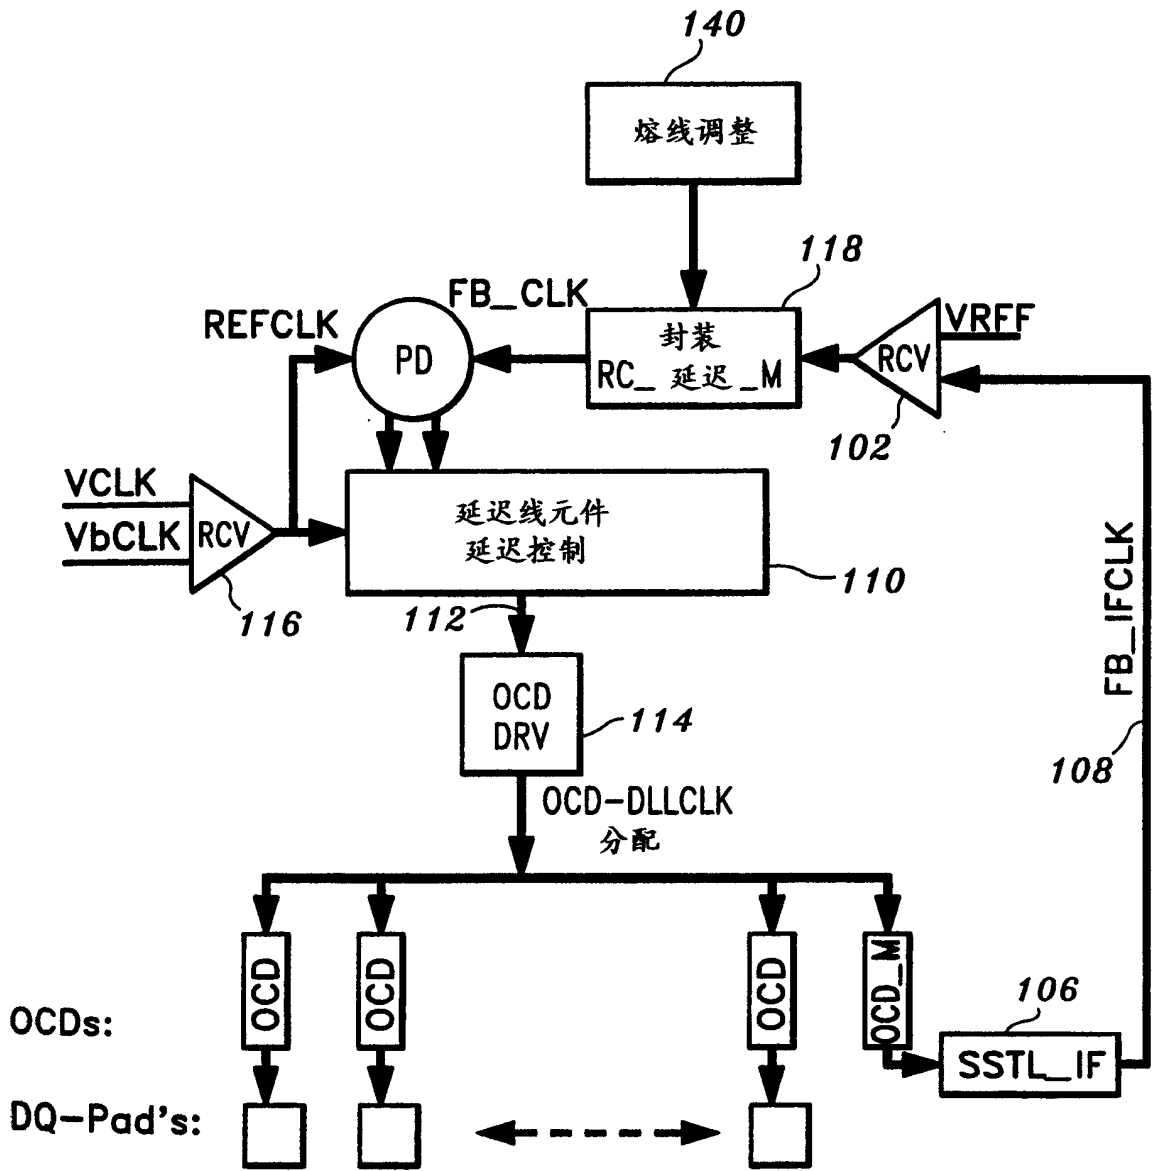 140
熔线调整
118
FB_CLK
封装
RC_ 延迟_M
REFCLK
PD
RCV
VRFF
102
VCLK
VbCLK
RCV
116
延迟线元件
延迟控制
110
112
OCD
DRV
114
FB_IFCLK
108
OCD-DLLCLK
分配
OCDs:
OCD
OCD
OCD
OCD_M
106
SSTL_IF
DQ-Pad's: